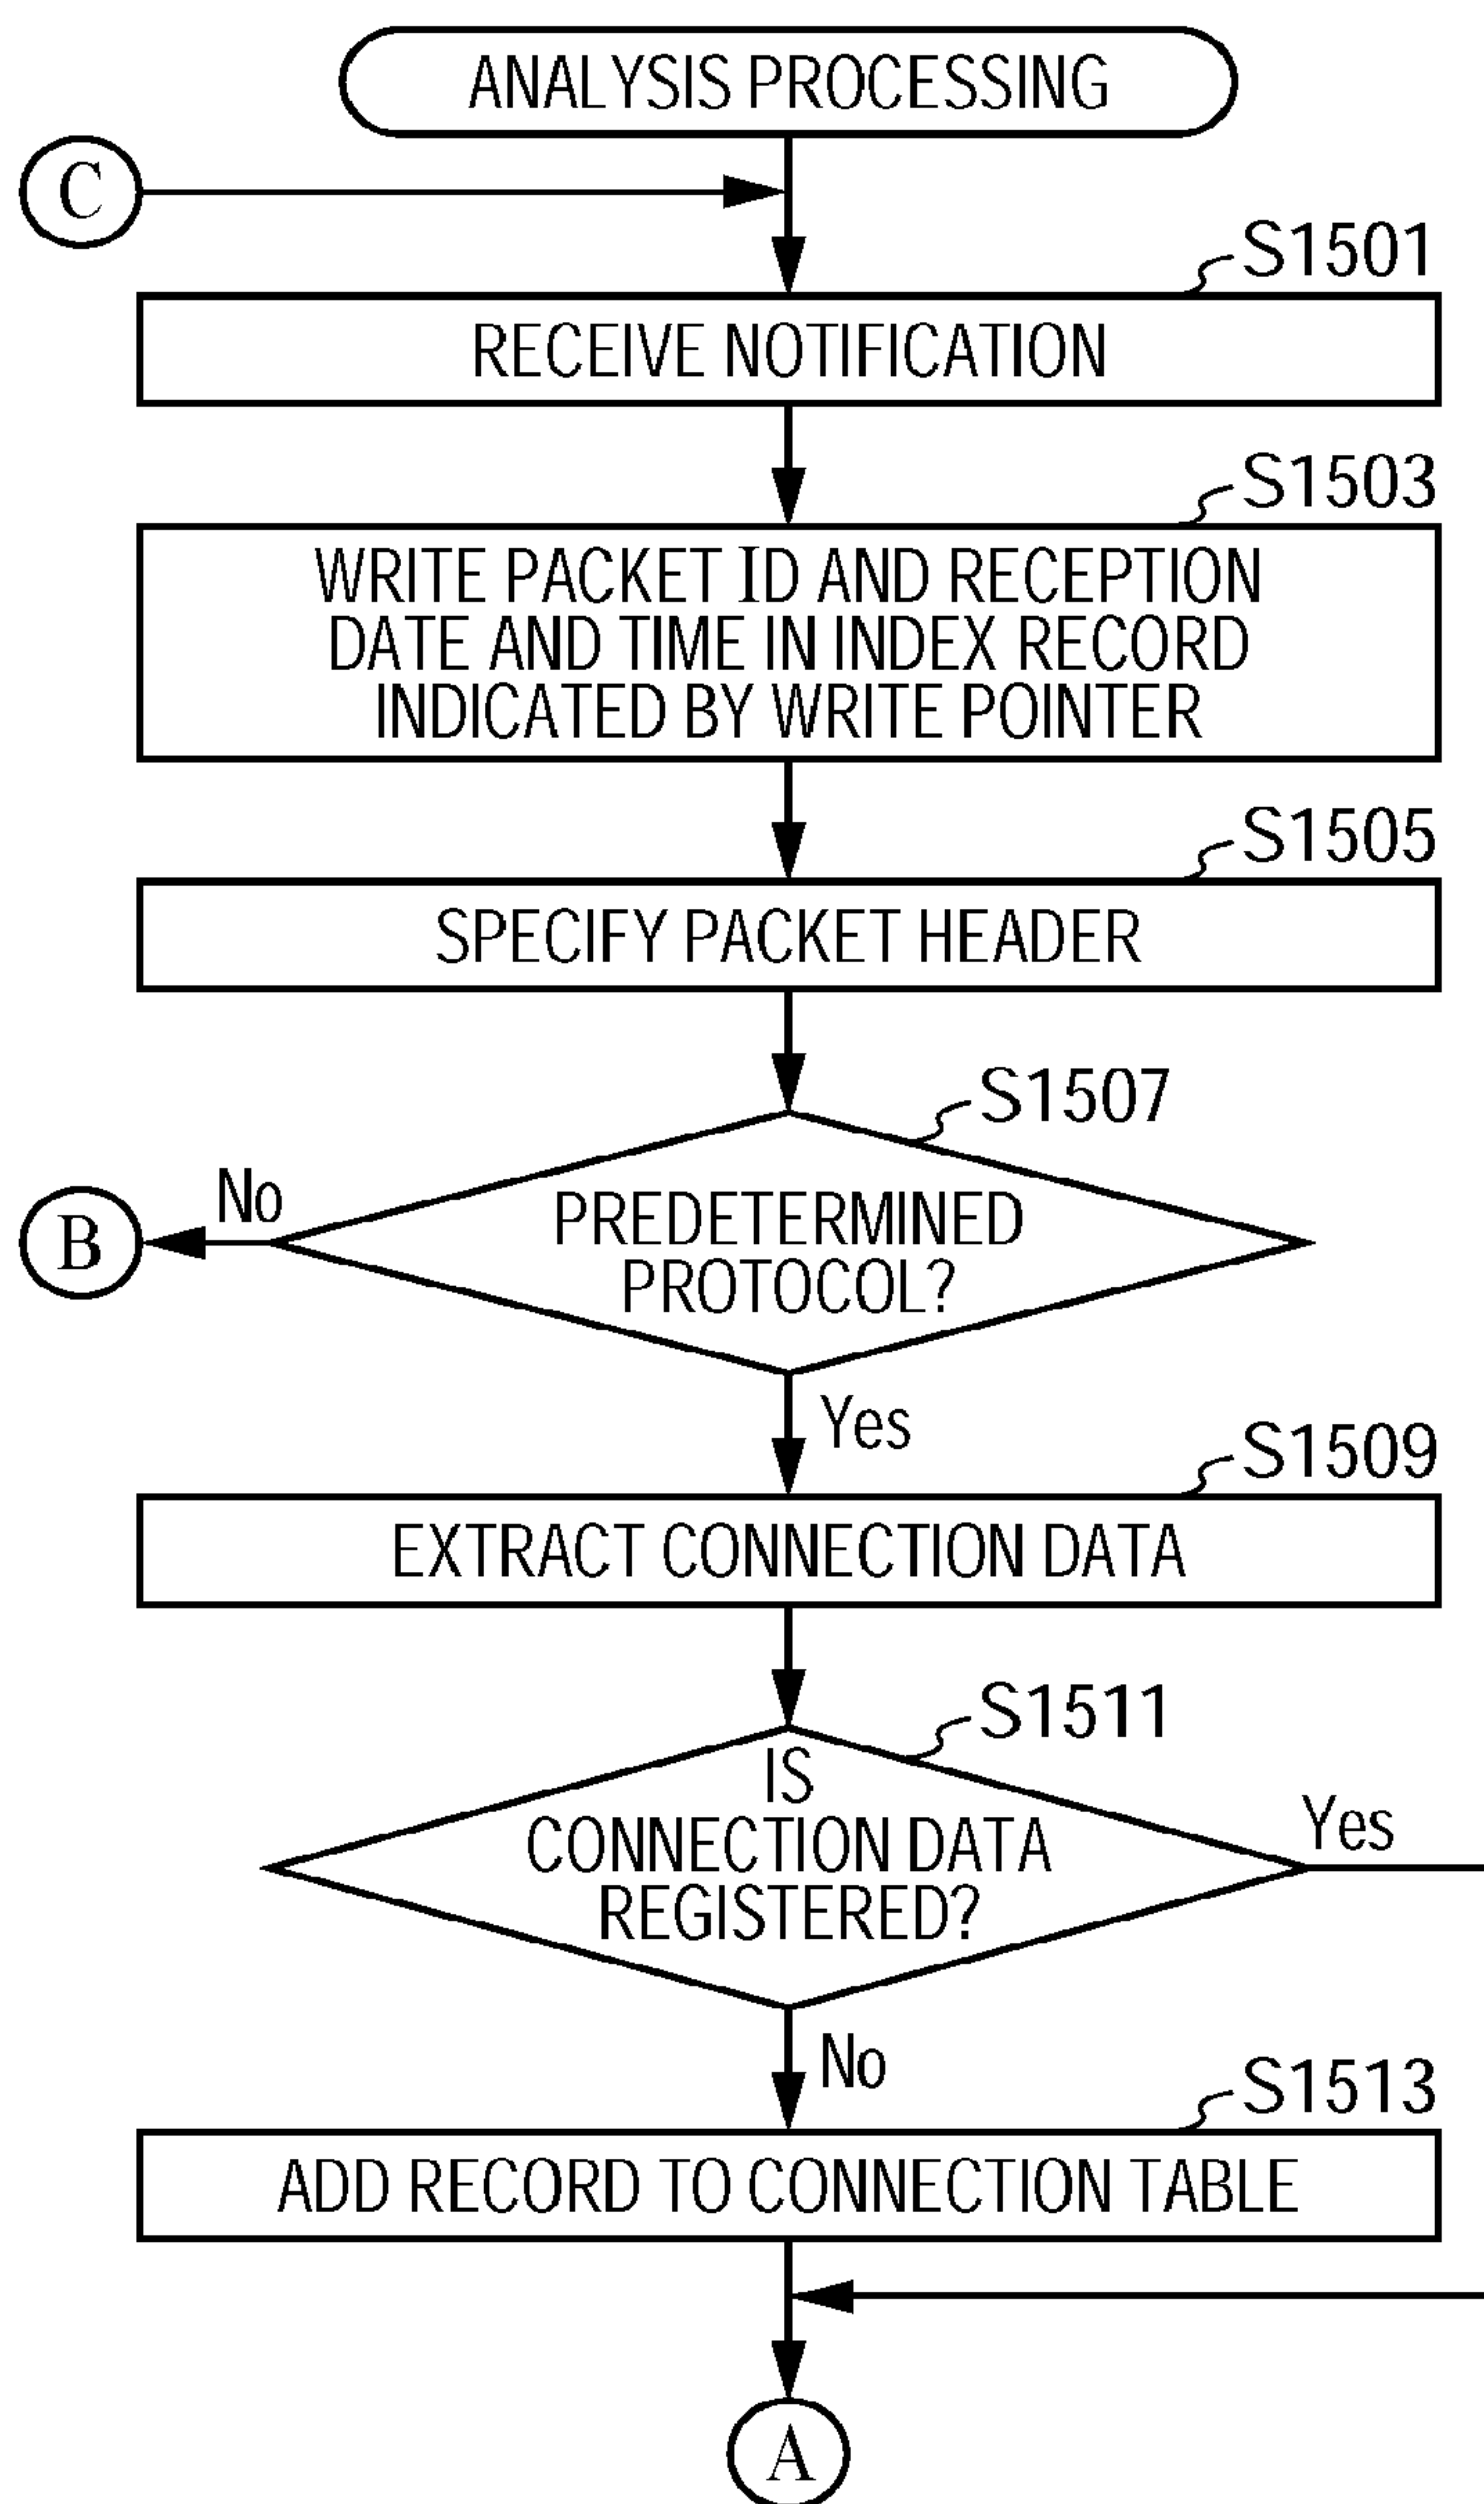 ANALYSIS PROCESSING
C
S1501
RECEIVE NOTIFICATION
S1503
WRITE PACKET ID AND RECEPTION
DATE AND TIME IN INDEX RECORD
INDICATED BY WRITE POINTER
S1505
SPECIFY PACKET HEADER
S1507
No
B
PREDETERMINED
PROTOCOL?
Yes
S1509
EXTRACT CONNECTION DATA
S1511
IS
CONNECTION DATA
REGISTERED?
Yes
No
S1513
ADD RECORD TO CONNECTION TABLE
A